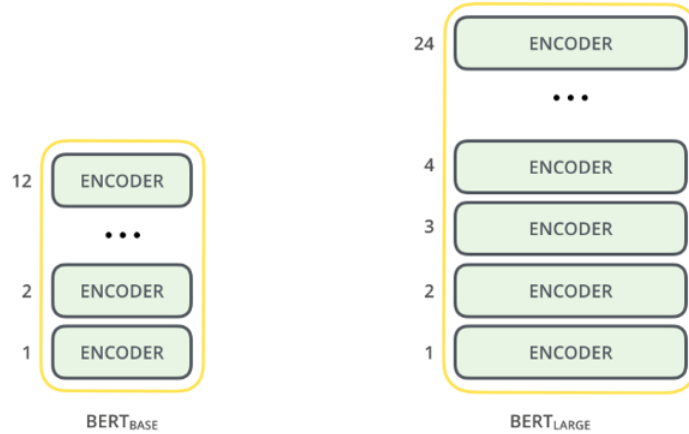 12 ENCODER
...
2 ENCODER
1 ENCODER
BERTBASE
24 ENCODER
...
4 ENCODER
3 ENCODER
2 ENCODER
1 ENCODER
BERTLARGE